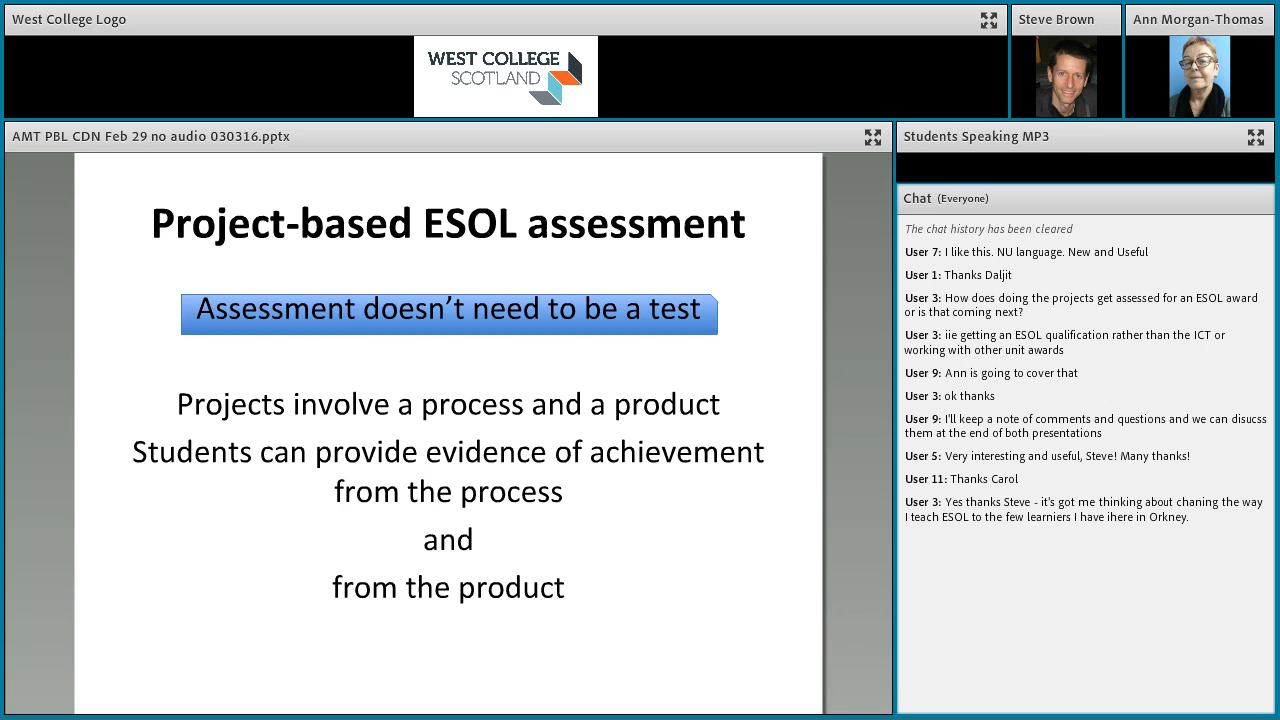 West College Logo
Steve Brown
Ann Morgan-Thomas
WEST COLLEGE
SCOTLAND
AMT PBL CDN Feb 29 no audio 030316.pptx
Project-based ESOL assessment
Assessment doesn’t need to be a test
Projects involve a process and a product
Students can provide evidence of achievement
from the process
and
from the product
Students Speaking MP3
Chat (Everyone)
The chat history has been cleared
User 7: I like this. NU language. New and Useful
User 1: Thanks Daljit
User 3: How does doing the projects get assessed for an ESOL award
or is that coming next?
User 3: iie getting an ESOL qualification rather than the ICT or
working with other unit awards
User 9: Ann is going to cover that
User 3: ok thanks
User 9: I'll keep a note of comments and questions and we can disucss
them at the end of both presentations
User 5: Very interesting and useful, Steve! Many thanks!
User 11: Thanks Carol
User 3: Yes thanks Steve - it's got me thinking about chaning the way
I teach ESOL to the few learniers I have ihere in Orkney.